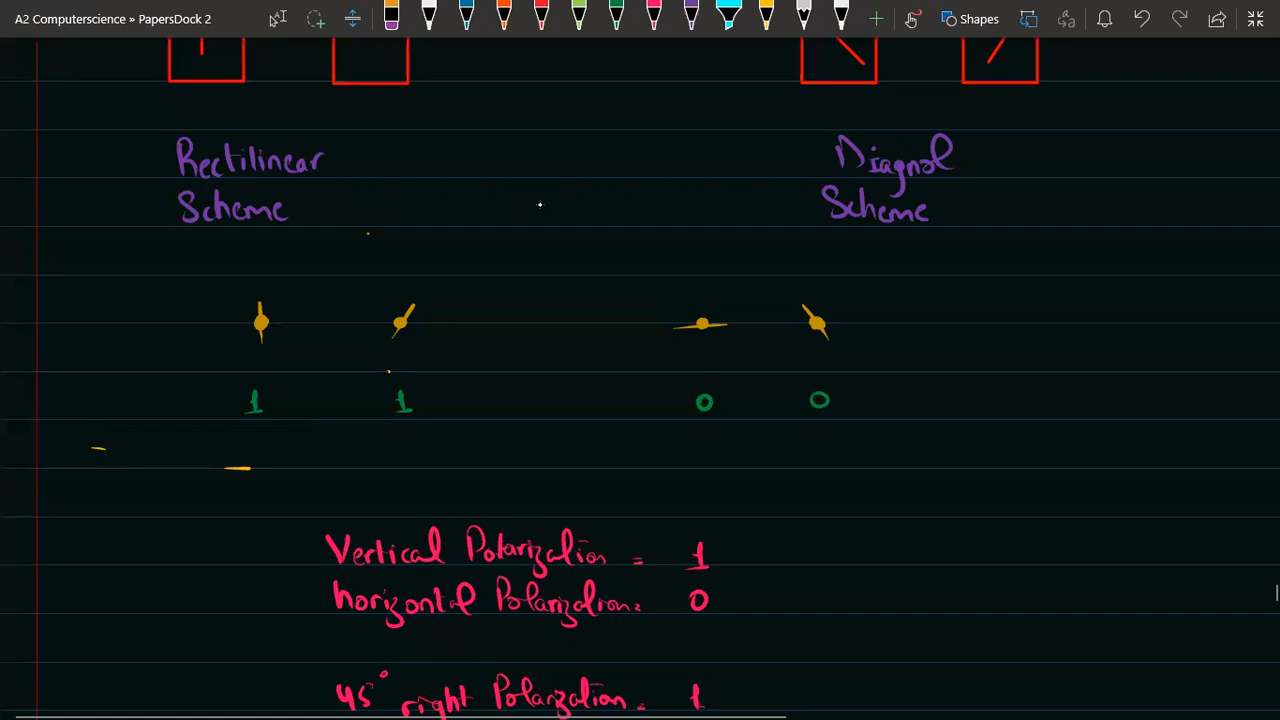 A2 Computerscience » PapersDock 2
Shapes
Rectilinear Diagnol
Scheme Scheme
1 1 0 0
Vertical Polarization = 1
horizontal Polarization = 0
45° right Polarization = 1